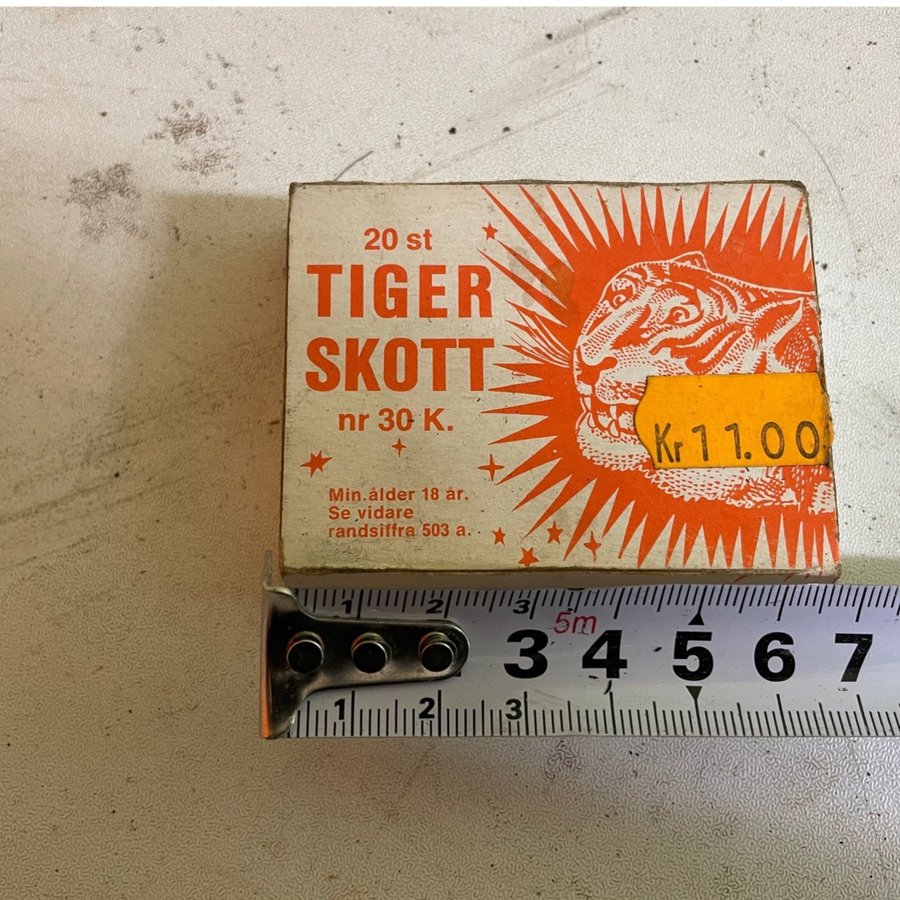 20 st
TIGER
SKOTT
nr 30 K.
Min.ålder 18 år.
Se vidare
randsiffra 503 a.
Kr 11.00
1 2 3
5m
3 4 5 6 7
1 2 3